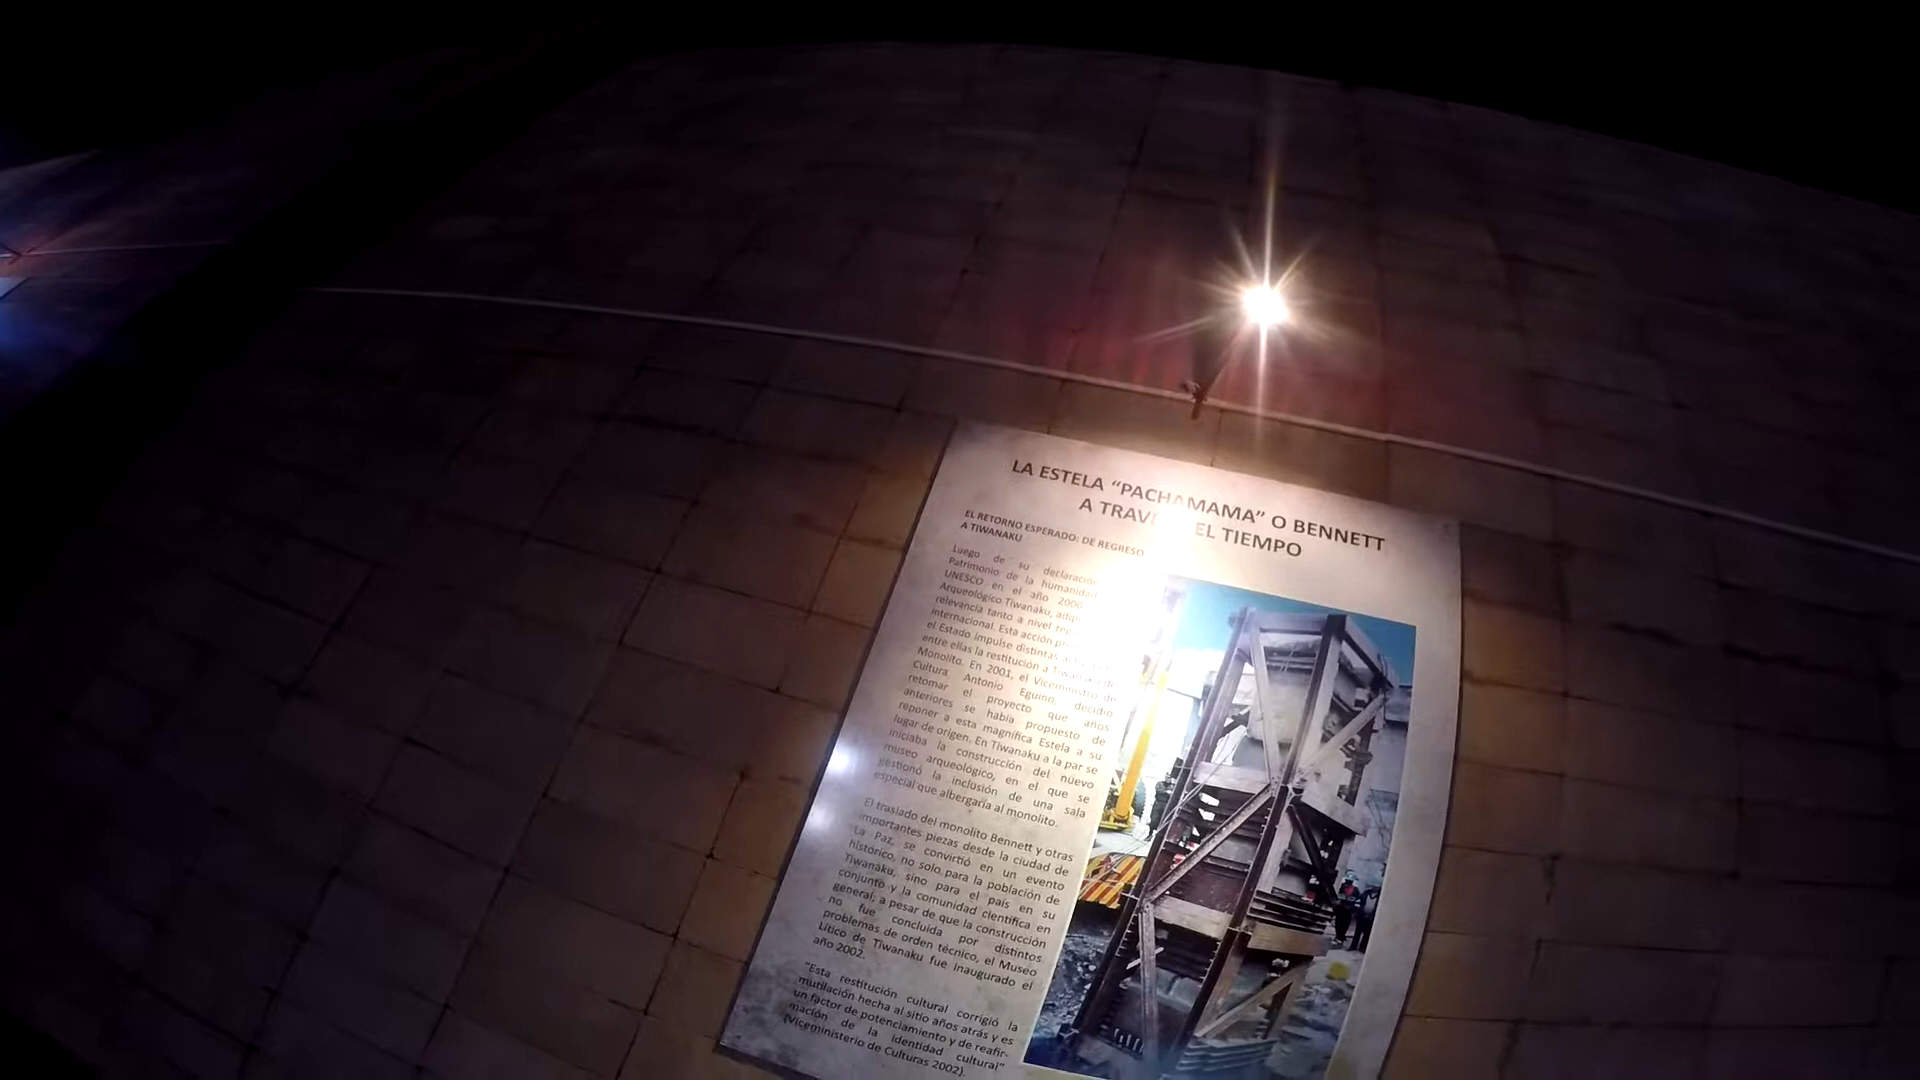 LA ESTELA “PACHAMAMA” O BENNETT
A TRAV EL TIEMPO
EL RETORNO ESPERADO: DE REGRESO
A TIWANAKU
Luego de su declaración
Patrimonio de la humanidad
UNESCO en el año 2000
Arqueológico Tiwanaku,
relevancia tanto a nivel
internacional. Esta acción
el Estado impulse distintas
entre ellas la restitución a Tiwanaku del
Monolito. En 2001, el Viceministro de
Cultura Antonio Eguino, decidió
retomar el proyecto que años
anteriores se había propuesto de
reponer a esta magnífica Estela a su
lugar de origen. En Tiwanaku a la par se
iniciaba la construcción del nuevo
museo arqueológico, en el que se
gestionó la inclusión de una sala
especial que albergaría al monolito.
El traslado del monolito Bennett y otras
importantes piezas desde la ciudad de
La Paz, se convirtió en un evento
histórico, no solo para la población de
Tiwanaku, sino para el país en su
conjunto y la comunidad científica en
general; a pesar de que la construcción
no fue concluida por distintos
problemas de orden técnico, el Museo
Lítico de Tiwanaku fue inaugurado el
año 2002.
“Esta restitución cultural corrigió la
mutilación hecha al sitio años atrás y es
un factor de potenciamiento y de reafir-
mación de la identidad cultural”
(Viceministerio de Culturas 2002).